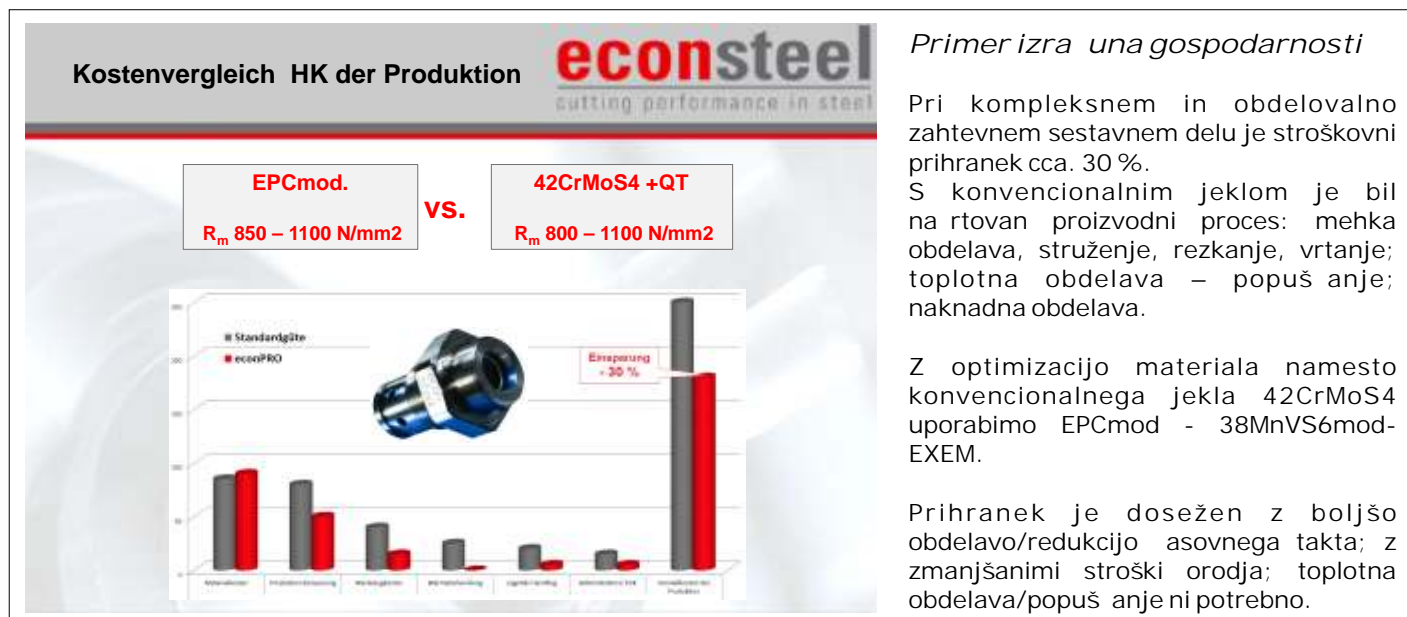 Kostenvergleich HK der Produktion
econsteel
cutting performance in steel
EPCmod.
Rm 850 – 1100 N/mm2
vs.
42CrMoS4 +QT
Rm 800 – 1100 N/mm2
Standardgüte
econPRO
Einsparung
- 30 %
Materialkosten
Produktion
Primer izra una gospodarnosti
Pri kompleksnem in obdelovalno
zahtevnem sestavnem delu je stroškovni
prihranek cca. 30 %.
S konvencionalnim jeklom je bil
na rtovan proizvodni proces: mehka
obdelava, struženje, rezkanje, vrtanje;
toplotna obdelava – popuš anje;
naknadna obdelava.
Z optimizacijo materiala namesto
konvencionalnega jekla 42CrMoS4
uporabimo EPCmod - 38MnVS6mod-
EXEM.
Prihranek je dosežen z boljšo
obdelavo/redukcijo asovnega takta; z
zmanjšanimi stroški orodja; toplotna
obdelava/popuš anje ni potrebno.